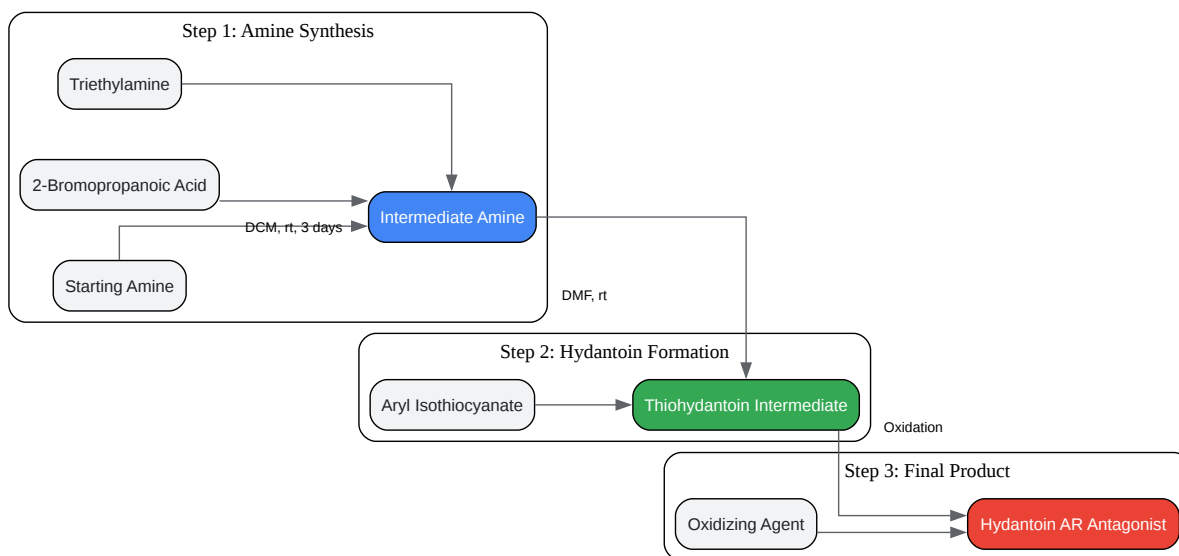 Step 1: Amine Synthesis
Triethylamine
2-Bromopropanoic Acid
Intermediate Amine
DCM, rt, 3 days
Starting Amine
DMF, rt
Step 2: Hydantoin Formation
Aryl Isothiocyanate
Thiohydantoin Intermediate
Oxidation
Step 3: Final Product
Oxidizing Agent
Hydantoin AR Antagonist